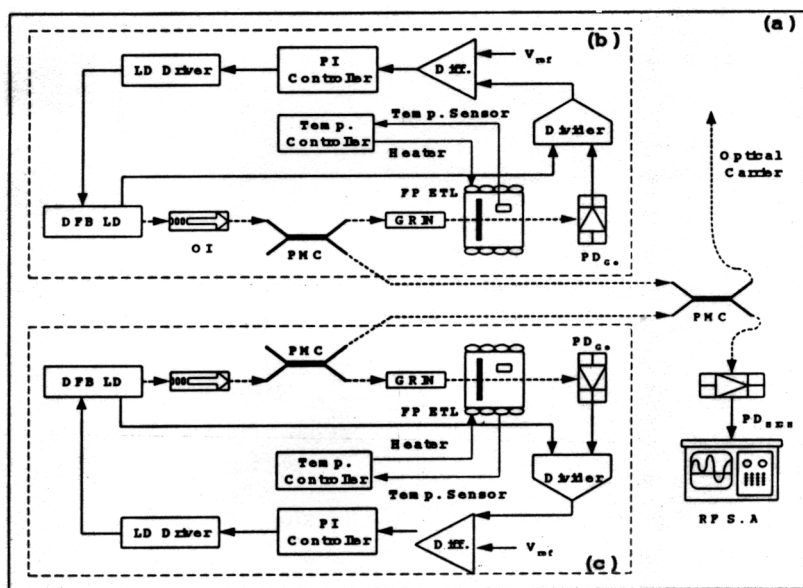 (a)
(b)
LD Driver
PI
Controller
Diff.
Vref
Temp. Sensor
Temp.
Controller
Heater
Divider
Optical
Carrier
FP ETL
DFB LD
GRIN
OI
PMC
PDGe
PMC
PMC
PDGe
DFB LD
GRIN
FP ETL
Heater
Temp.
Controller
Temp. Sensor
Divider
RF S.A
LD Driver
PI
Controller
Diff.
Vref
(c)